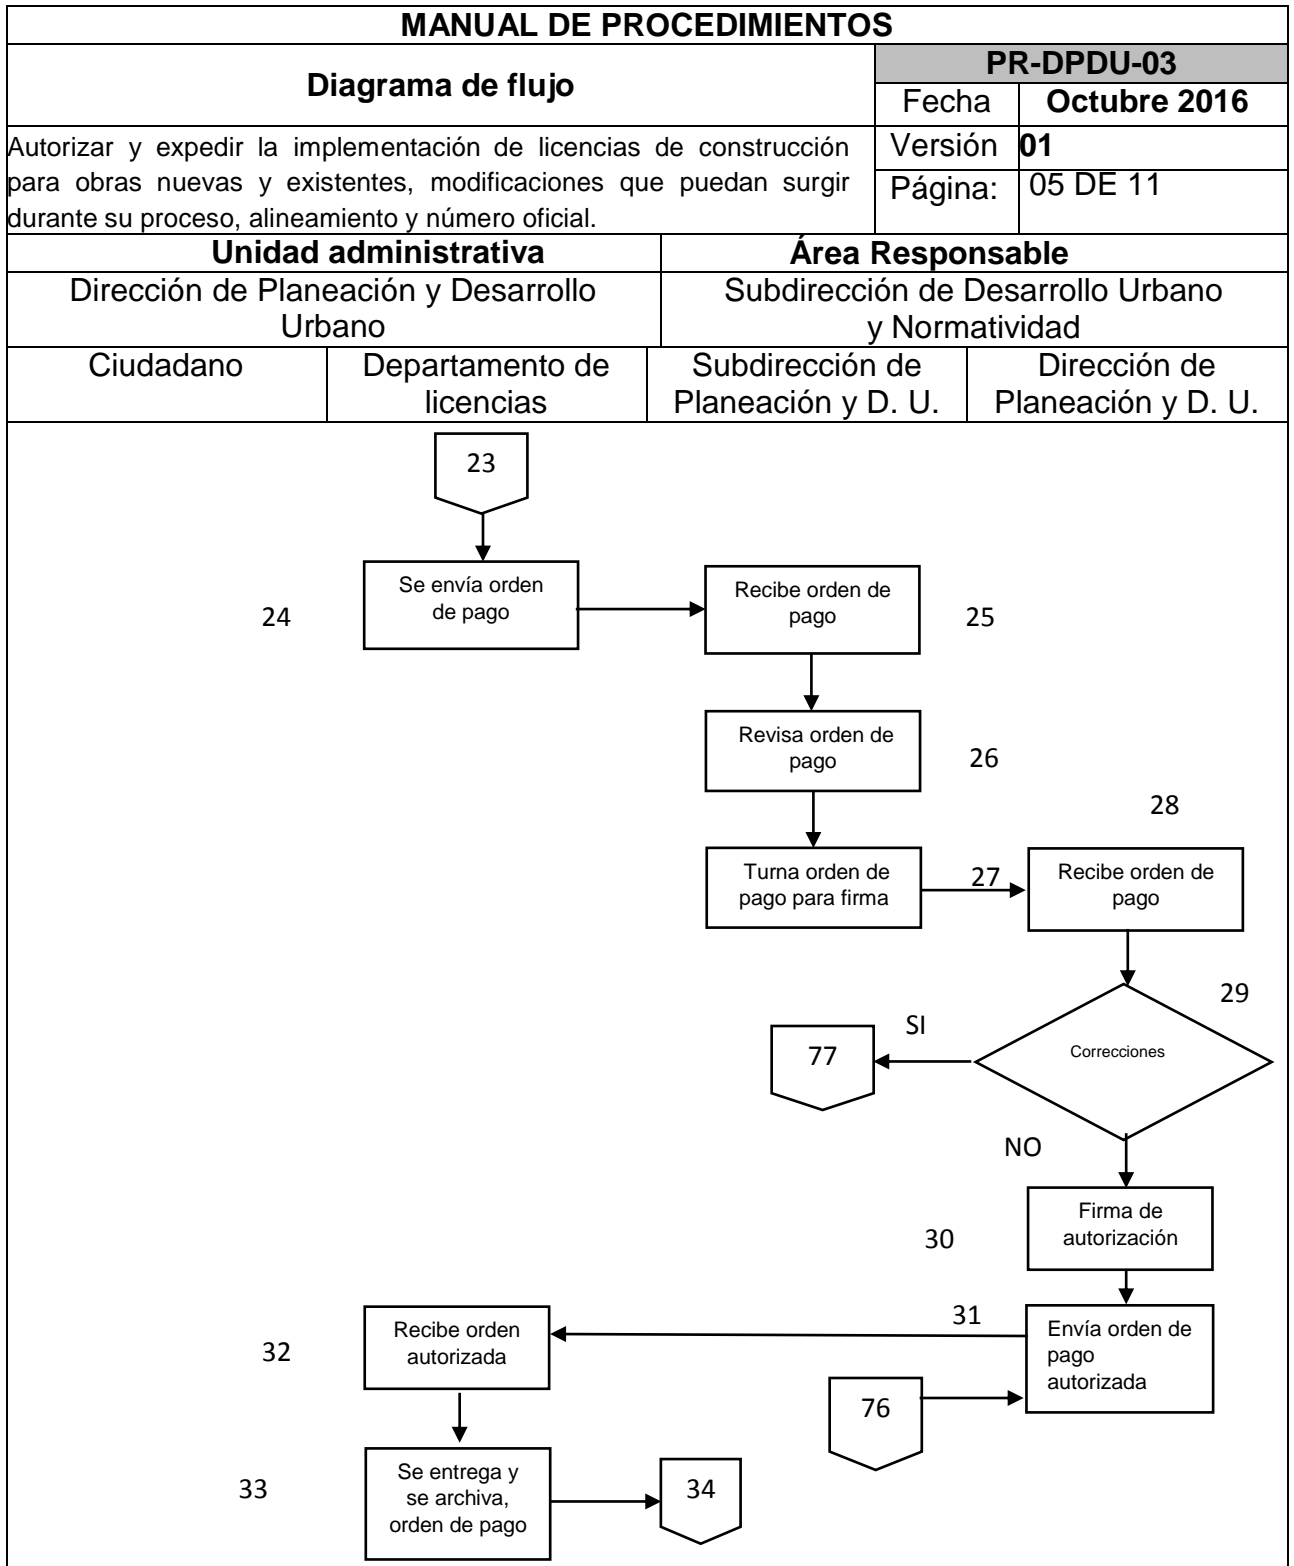 MANUAL DE PROCEDIMIENTOS
Diagrama de flujo
PR-DPDU-03
Fecha
Octubre 2016
Autorizar y expedir la implementación de licencias de construcción
para obras nuevas y existentes, modificaciones que puedan surgir
durante su proceso, alineamiento y número oficial.
Versión
01
Página:
05 DE 11
Unidad administrativa
Área Responsable
Dirección de Planeación y Desarrollo
Urbano
Subdirección de Desarrollo Urbano
y Normatividad
Ciudadano
Departamento de
licencias
Subdirección de
Planeación y D. U.
Dirección de
Planeación y D. U.
23
24
Se envía orden
de pago
Recibe orden de
pago
25
Revisa orden de
pago
26
28
Turna orden de
pago para firma
27
Recibe orden de
pago
29
SI
77
Correcciones
NO
Firma de
autorización
30
31
32
Recibe orden
autorizada
Envía orden de
pago
autorizada
76
33
Se entrega y
se archiva,
orden de pago
34